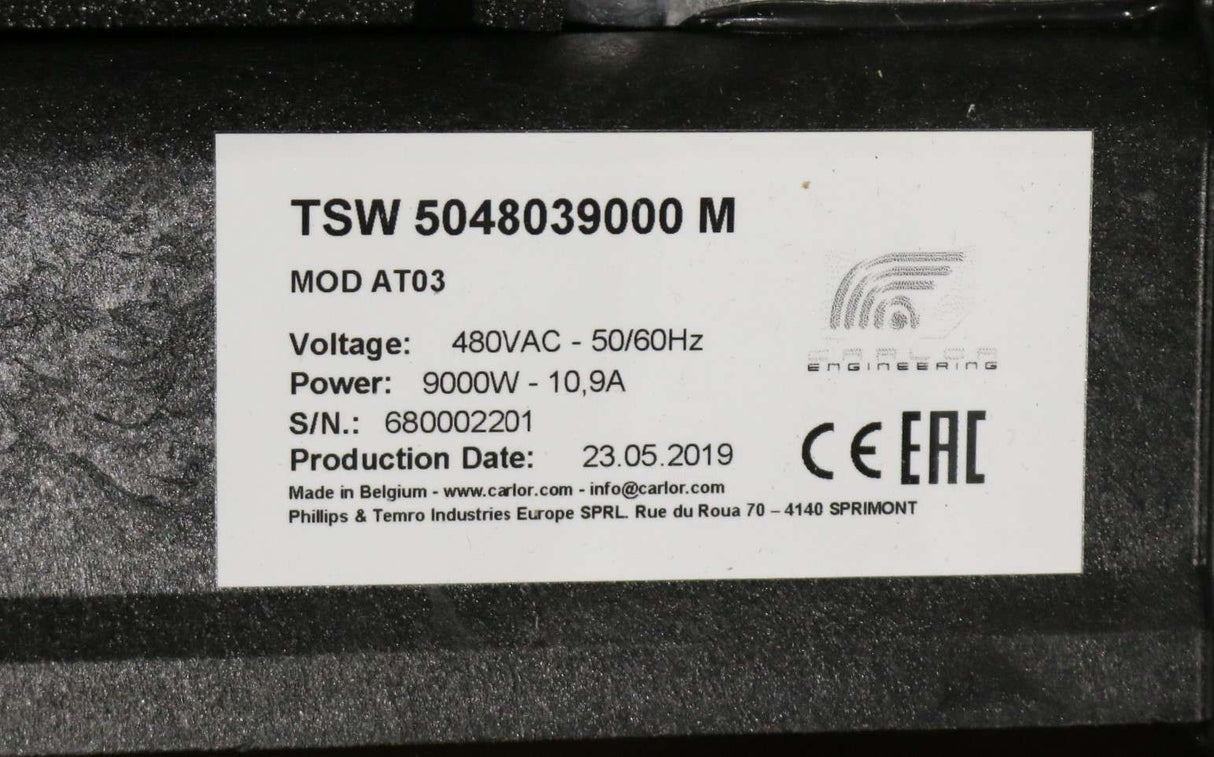 TSW 5048039000 M
MOD AT03
Voltage: 480VAC - 50/60Hz
Power: 9000W - 10,9A
S/N.: 680002201
Production Date: 23.05.2019
Made in Belgium - www.carlor.com - info@carlor.com
Phillips & Temro Industries Europe SPRL. Rue du Roua 70 – 4140 SPRIMONT
CARLOR
ENGINEERING
CE EAC